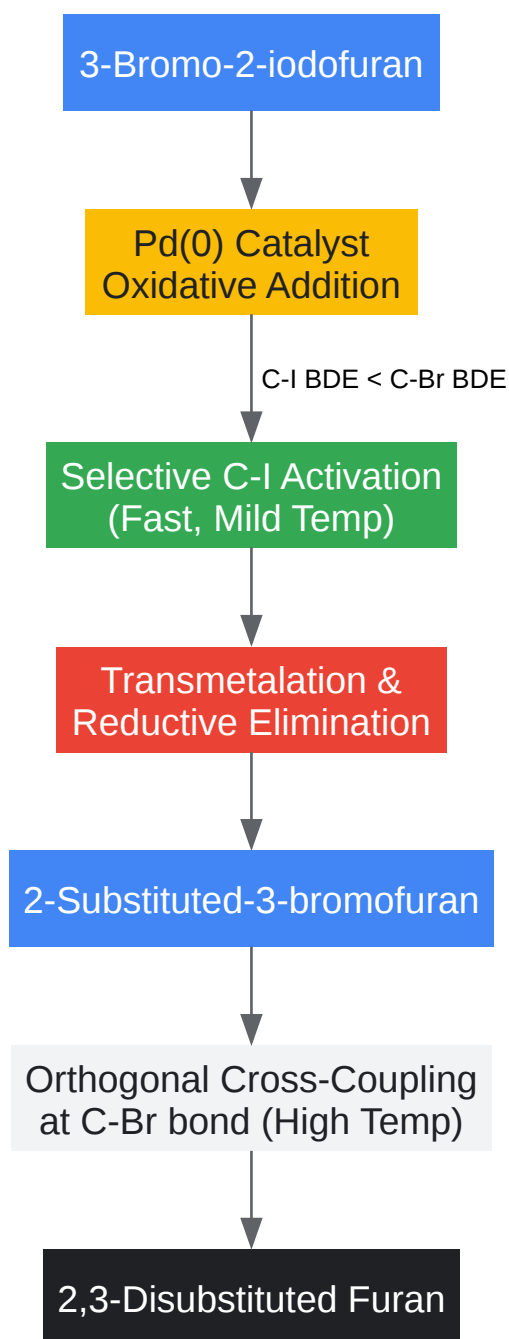 3-Bromo-2-iodofuran
Pd(0) Catalyst
Oxidative Addition
C-I BDE < C-Br BDE
Selective C-I Activation
(Fast, Mild Temp)
Transmetalation &
Reductive Elimination
2-Substituted-3-bromofuran
Orthogonal Cross-Coupling
at C-Br bond (High Temp)
2,3-Disubstituted Furan